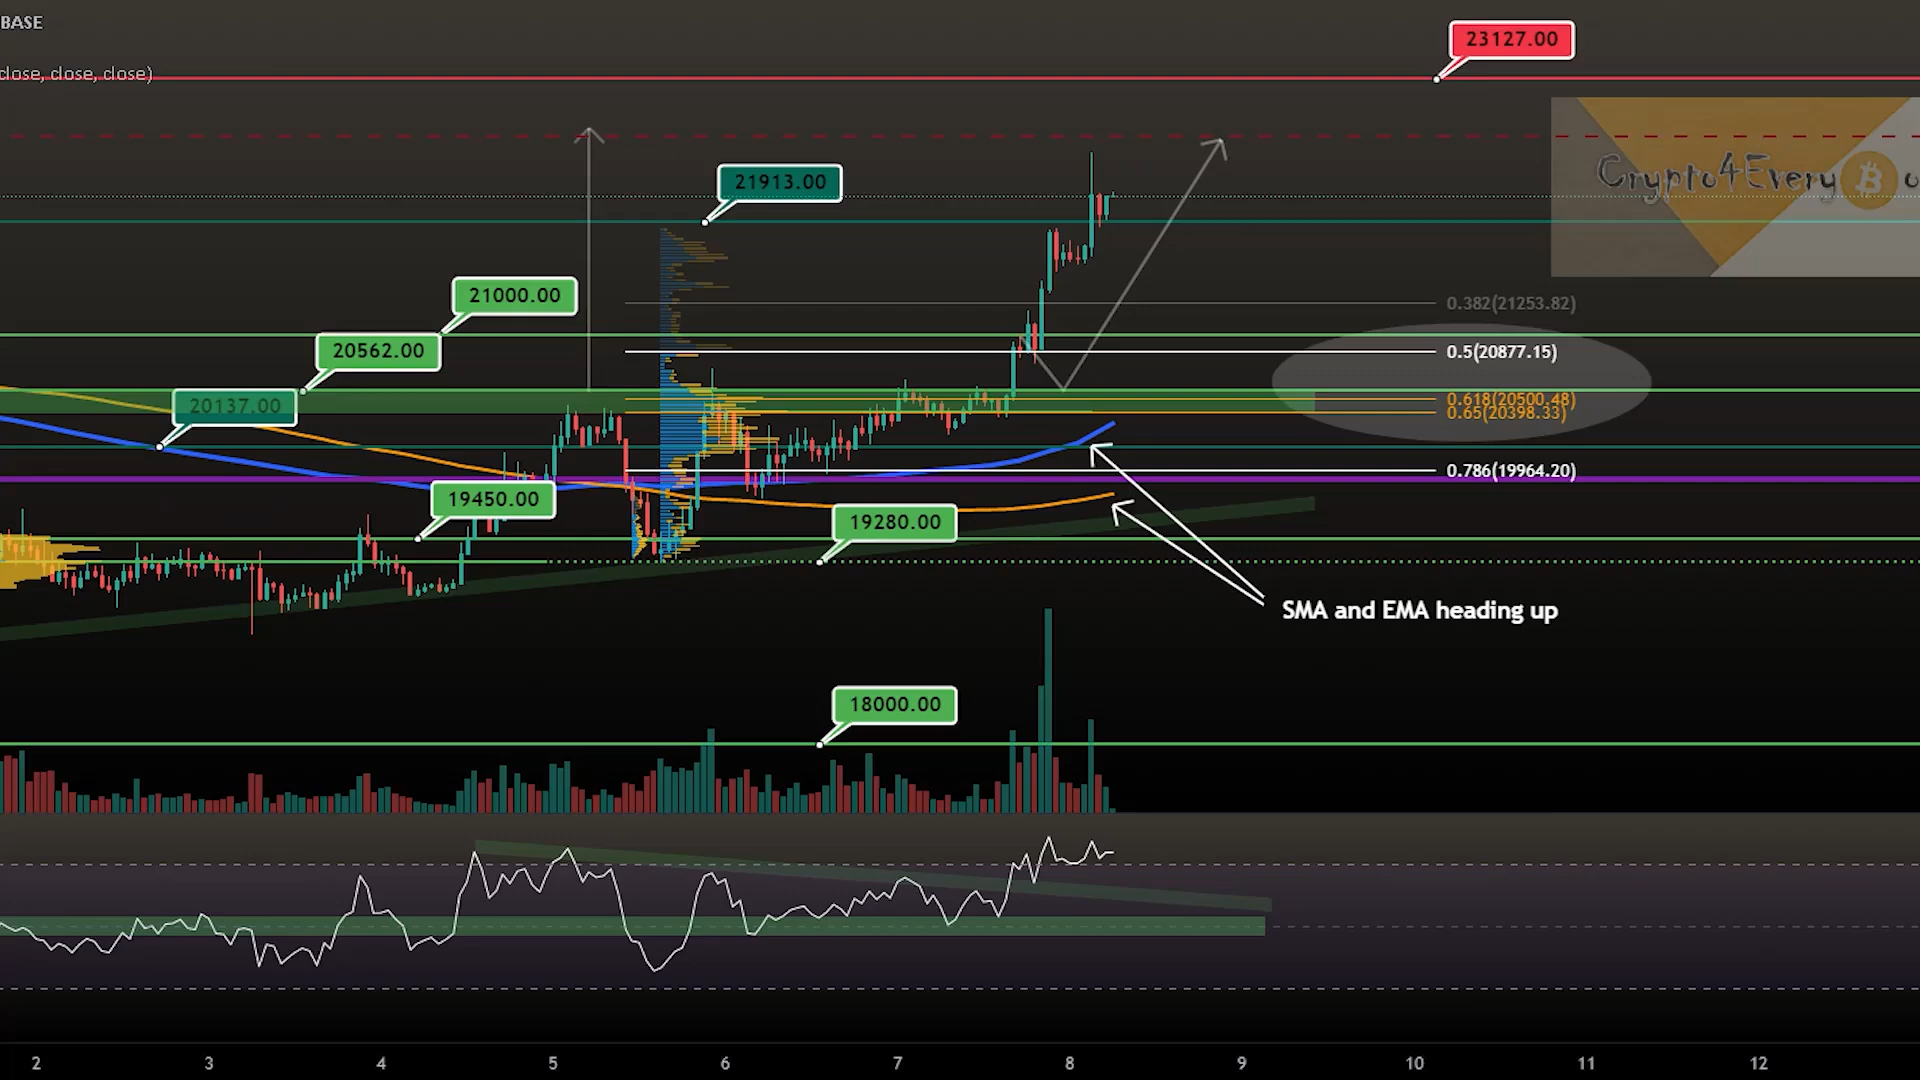 BASE
close, close, close)
23127.00
Crypto4Every
21913.00
21000.00
0.382(21253.82)
20562.00
0.5(20877.15)
20137.00
0.618(20500.48)
0.65(20398.33)
0.786(19964.20)
19450.00
19280.00
SMA and EMA heading up
18000.00
2 3 4 5 6 7 8 9 10 11 12